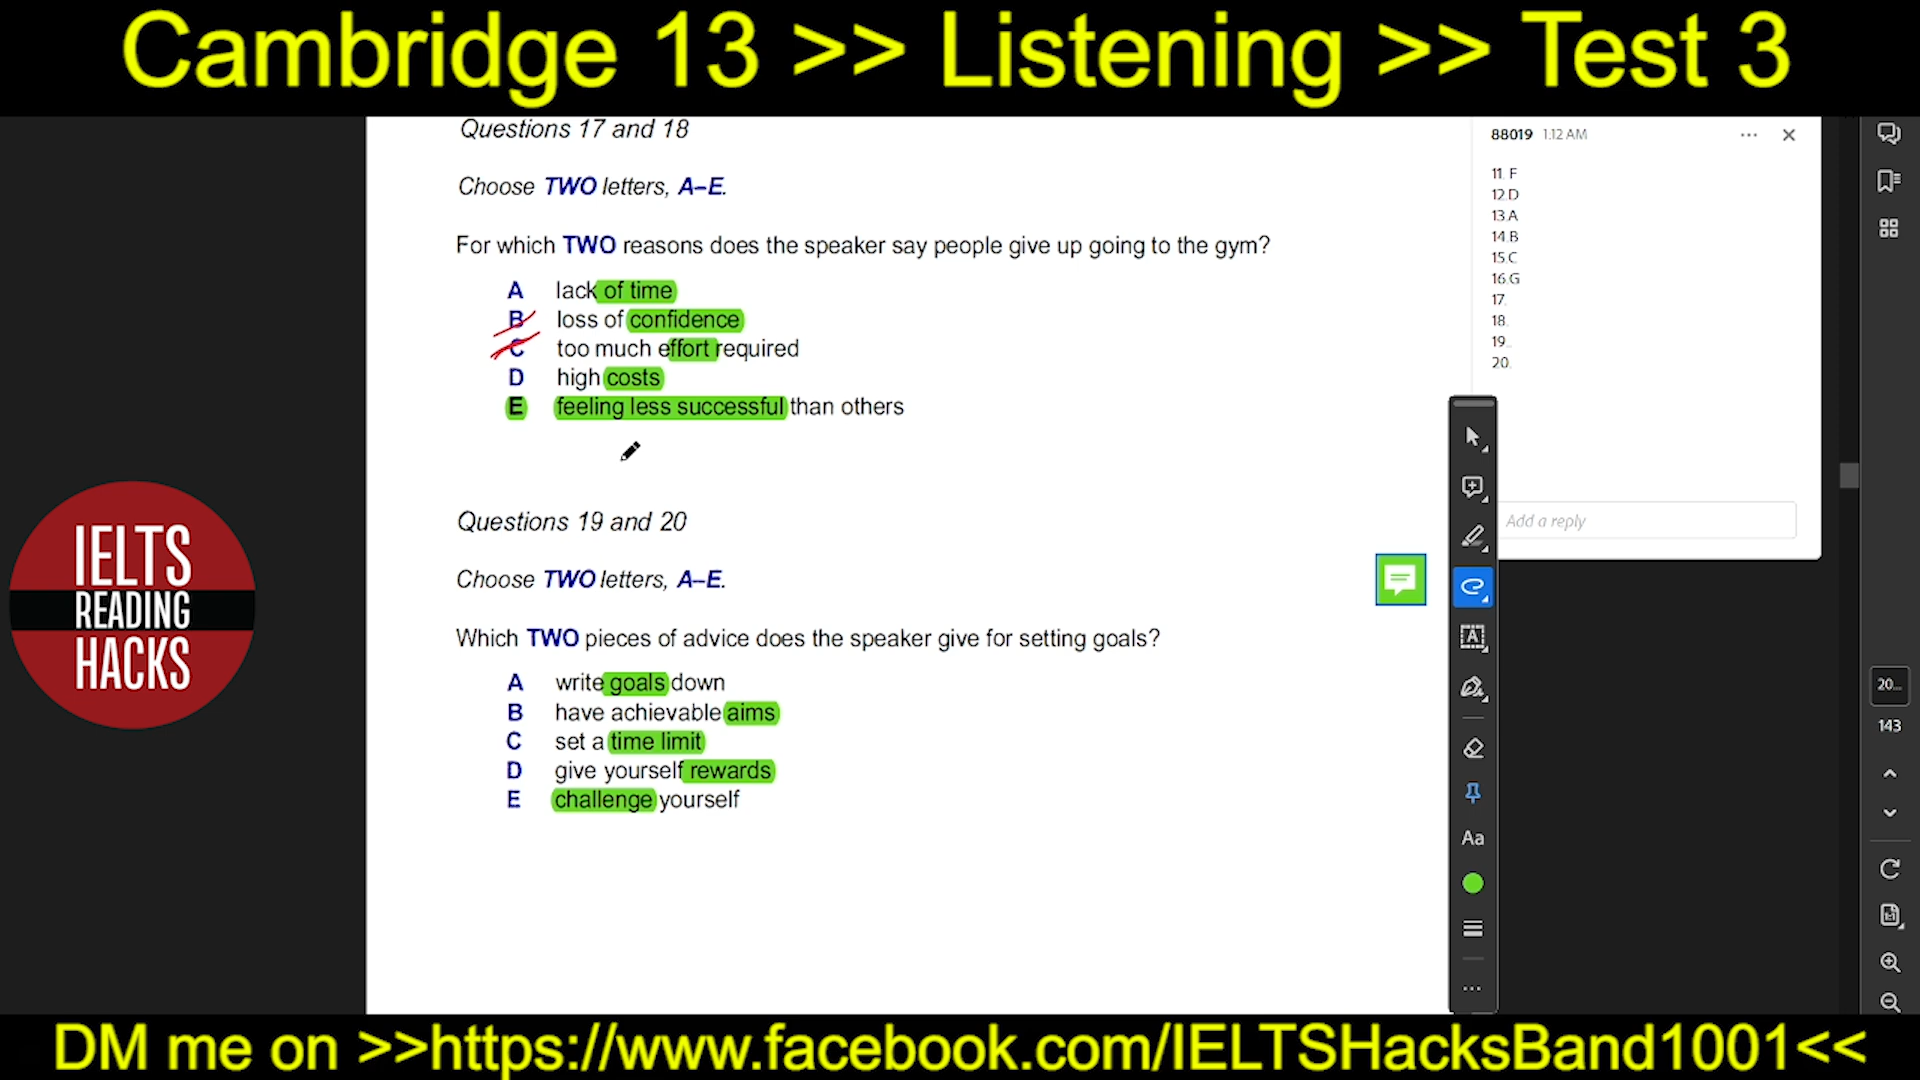 Cambridge 13 >> Listening >> Test 3
Questions 17 and 18
Choose TWO letters, A–E.
For which TWO reasons does the speaker say people give up going to the gym?
A lack of time
B loss of confidence
C too much effort required
D high costs
E feeling less successful than others
Questions 19 and 20
Choose TWO letters, A–E.
Which TWO pieces of advice does the speaker give for setting goals?
A write goals down
B have achievable aims
C set a time limit
D give yourself rewards
E challenge yourself
88019 1:12 AM
11. F
12.D
13.A
14.B
15.C
16.G
17.
18.
19.
20.
Add a reply
A
Aa
20...
143
1:1
IELTS
READING
HACKS
DM me on >>https://www.facebook.com/IELTSHacksBand1001<<